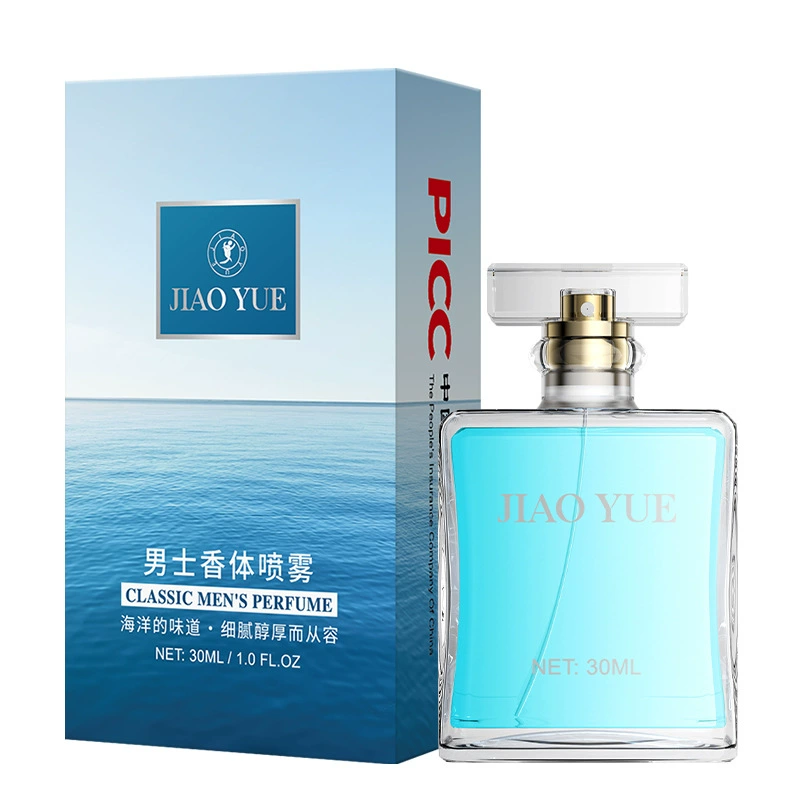 JIAO YUE
男士香体喷雾
CLASSIC MEN'S PERFUME
海洋的味道·细腻醇厚而从容
NET: 30ML / 1.0 FL.OZ
PICC 中国
The People's Insurance Company Of China
JIAO YUE
NET: 30ML